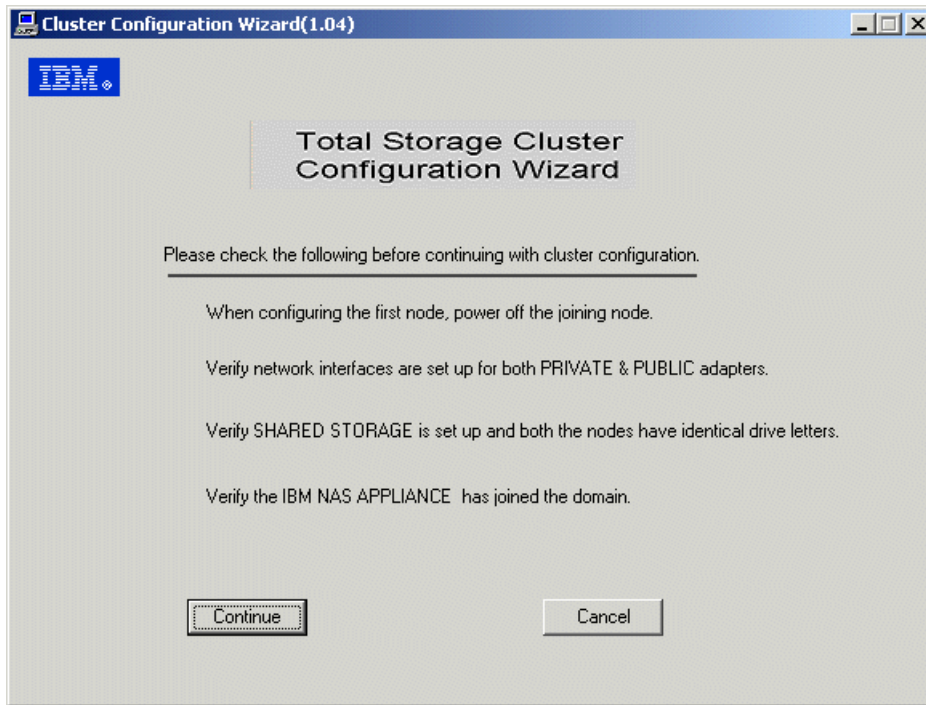 Cluster Configuration Wizard(1.04)
IBM®
Total Storage Cluster
Configuration Wizard
Please check the following before continuing with cluster configuration.
When configuring the first node, power off the joining node.
Verify network interfaces are set up for both PRIVATE & PUBLIC adapters.
Verify SHARED STORAGE is set up and both the nodes have identical drive letters.
Verify the IBM NAS APPLIANCE  has joined the domain.
Continue
Cancel